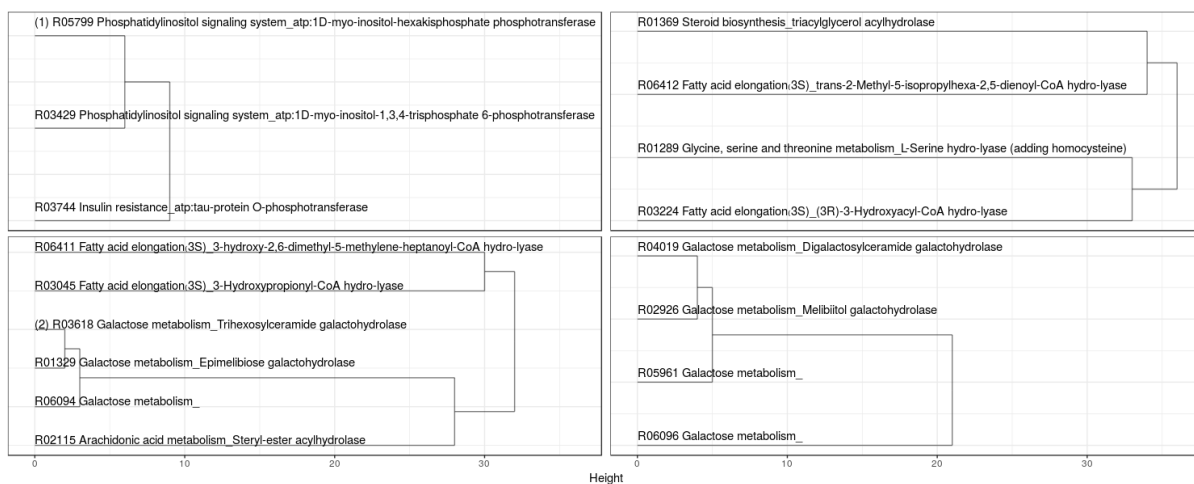 (1) R05799 Phosphatidylinositol signaling system_atp:1D-myo-inositol-hexakisphosphate phosphotransferase
R03429 Phosphatidylinositol signaling system_atp:1D-myo-inositol-1,3,4-trisphosphate 6-phosphotransferase
R03744 Insulin resistance_atp:tau-protein O-phosphotransferase
R01369 Steroid biosynthesis_triacylglycerol acylhydrolase
R06412 Fatty acid elongation(3S)_trans-2-Methyl-5-isopropylhexa-2,5-dienoyl-CoA hydro-lyase
R01289 Glycine, serine and threonine metabolism_L-Serine hydro-lyase (adding homocysteine)
R03224 Fatty acid elongation(3S)_(3R)-3-Hydroxyacyl-CoA hydro-lyase
R06411 Fatty acid elongation(3S)_3-hydroxy-2,6-dimethyl-5-methylene-heptanoyl-CoA hydro-lyase
R03045 Fatty acid elongation(3S)_3-Hydroxypropionyl-CoA hydro-lyase
(2) R03618 Galactose metabolism_Trihexosylceramide galactohydrolase
R01329 Galactose metabolism_Epimelibiose galactohydrolase
R06094 Galactose metabolism_
R02115 Arachidonic acid metabolism_Steryl-ester acylhydrolase
R04019 Galactose metabolism_Digalactosylceramide galactohydrolase
R02926 Galactose metabolism_Melibiitol galactohydrolase
R05961 Galactose metabolism_
R06096 Galactose metabolism_
0 10 20 30
0 10 20 30
Height